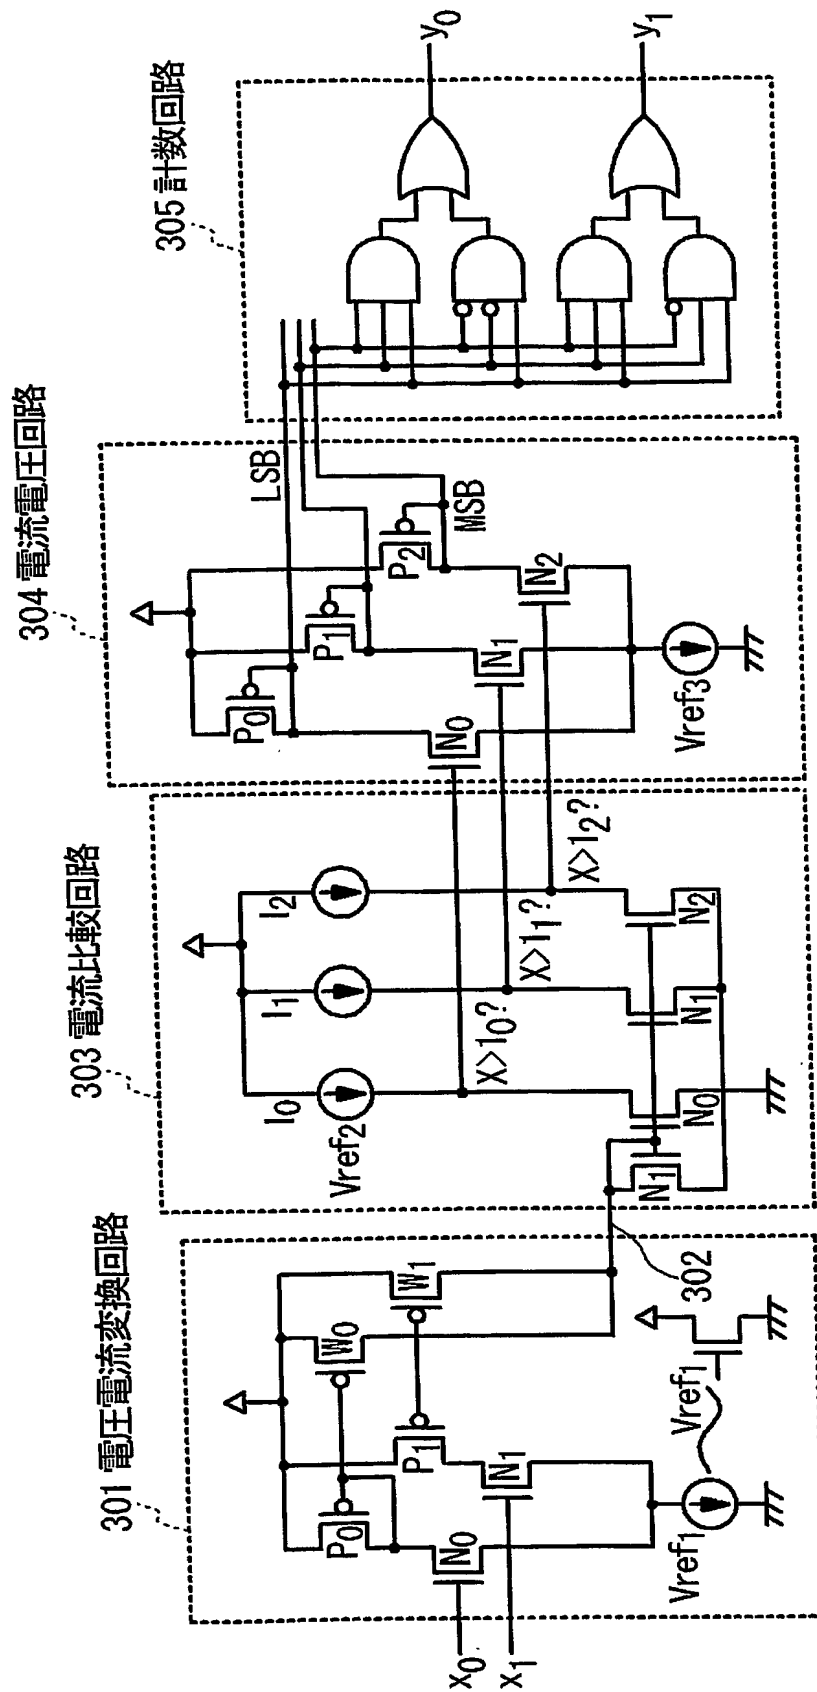 301 電圧電流変換回路
303 電流比較回路
304 電流電圧回路
305 計数回路
x0
x1
P0
N0
P1
N1
W0
W1
Vref1
Vref1
302
I0
I1
I2
Vref2
X>10?
X>11?
X>12?
N1
N0
N1
N2
P0
P1
P2
N0
N1
N2
Vref3
LSB
MSB
y0
y1